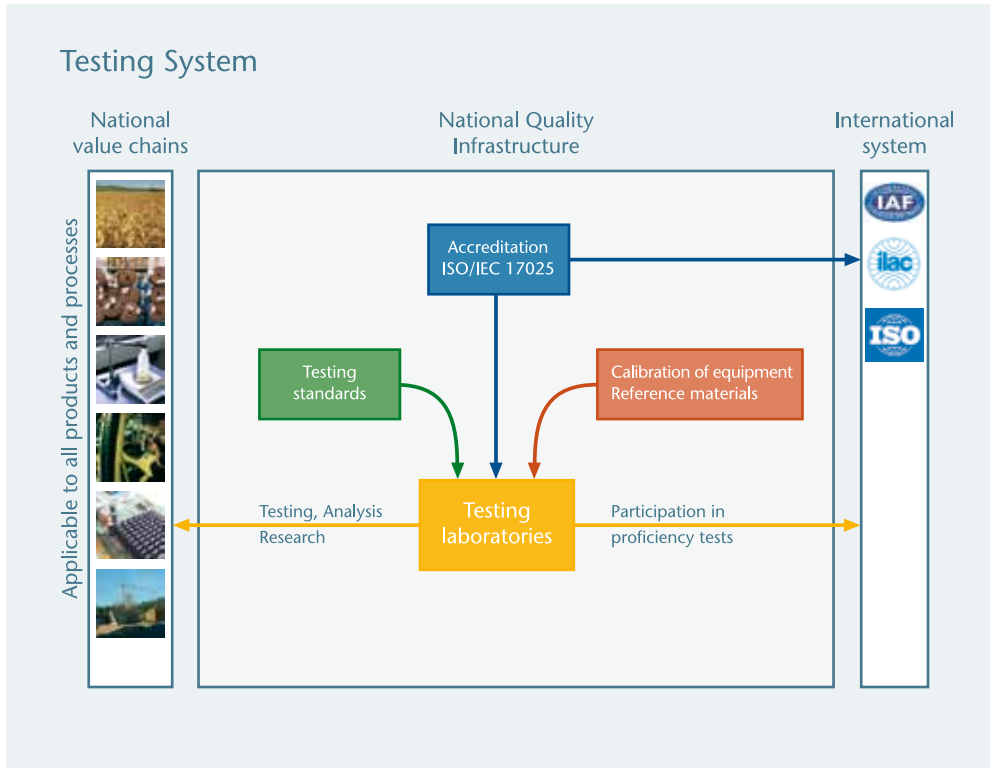 Testing System
National
value chains
National Quality
Infrastructure
International
system
Applicable to all products and processes
IAF
Accreditation
ISO/IEC 17025
ilac
ISO
Testing
standards
Calibration of equipment
Reference materials
Testing, Analysis
Research
Testing
laboratories
Participation in
proficiency tests